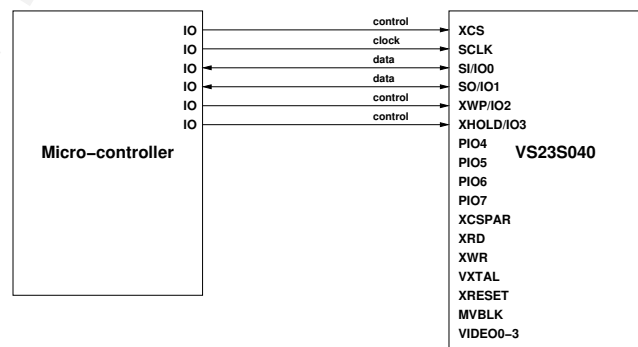 IO control XCS
IO clock SCLK
IO data SI/IO0
IO data SO/IO1
IO control XWP/IO2
IO control XHOLD/IO3
PIO4
Micro−controller PIO5 VS23S040
PIO6
PIO7
XCSPAR
XRD
XWR
VXTAL
XRESET
MVBLK
VIDEO0−3